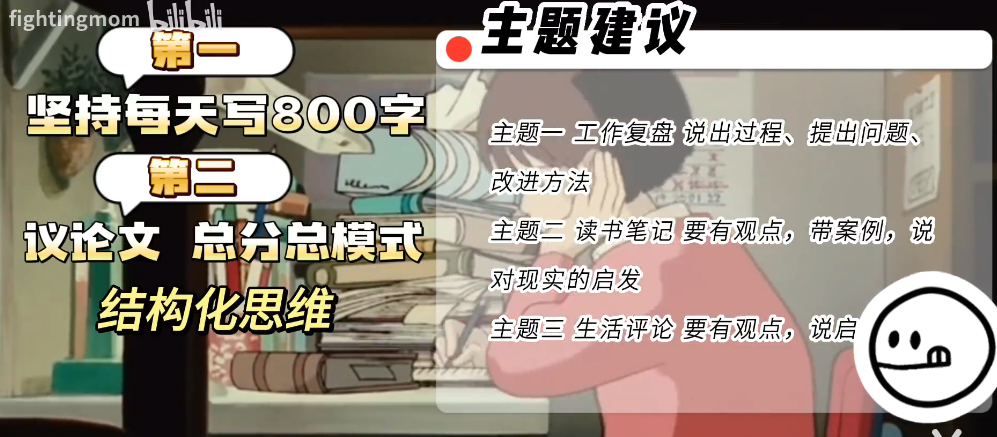 fightingmom bilibili
第一
坚持每天写800字
第二
议论文 总分总模式
结构化思维
主题建议
主题一 工作复盘 说出过程、提出问题、
改进方法
主题二 读书笔记 要有观点，带案例，说
对现实的启发
主题三 生活评论 要有观点，说启